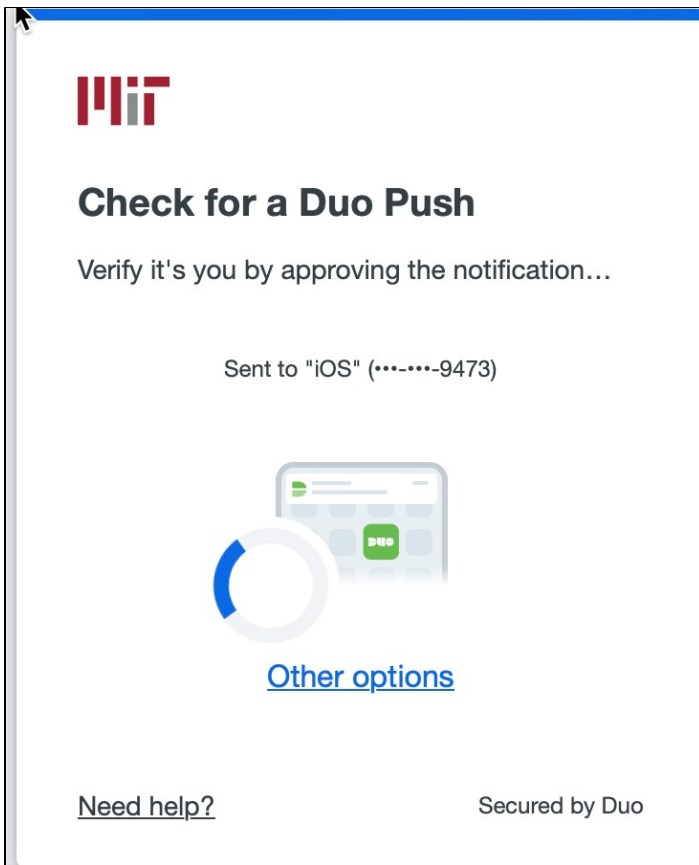 MIT
Check for a Duo Push
Verify it's you by approving the notification...
Sent to "iOS" (•••-•••-9473)
DUO
Other options
Need help?
Secured by Duo